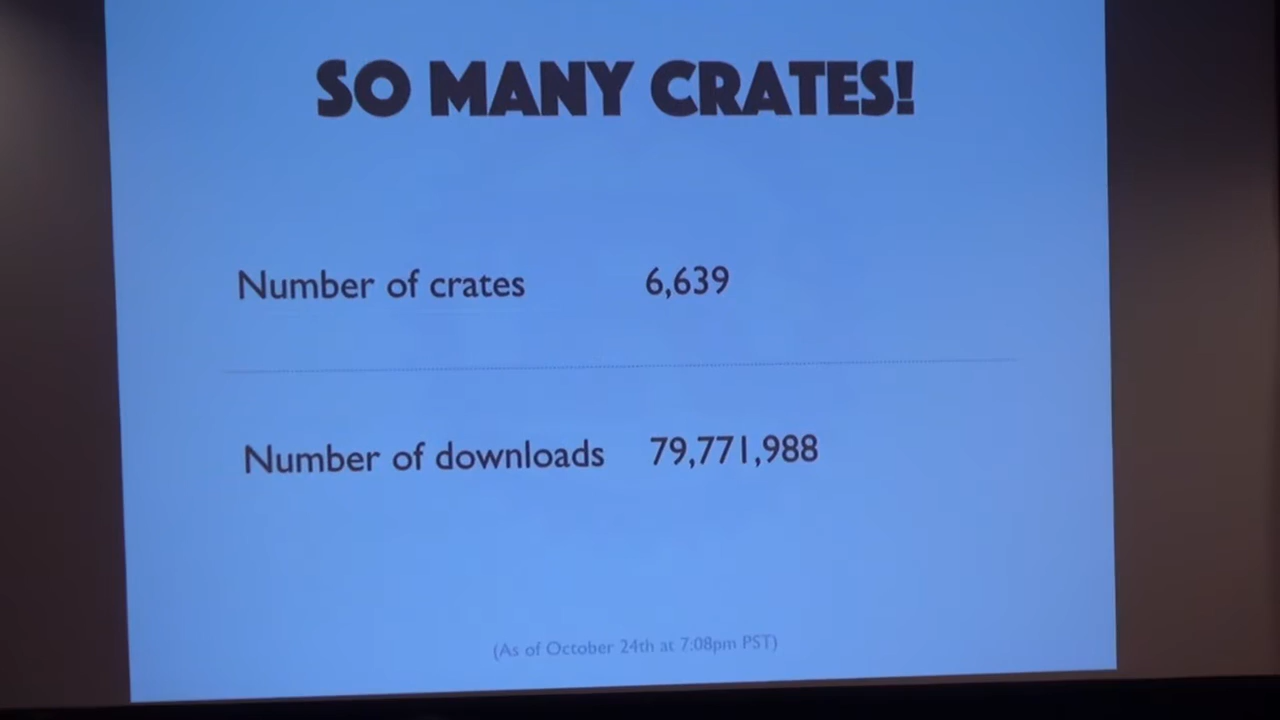 SO MANY CRATES!
Number of crates 6,639
Number of downloads 79,771,988
(As of October 24th at 7:08pm PST)